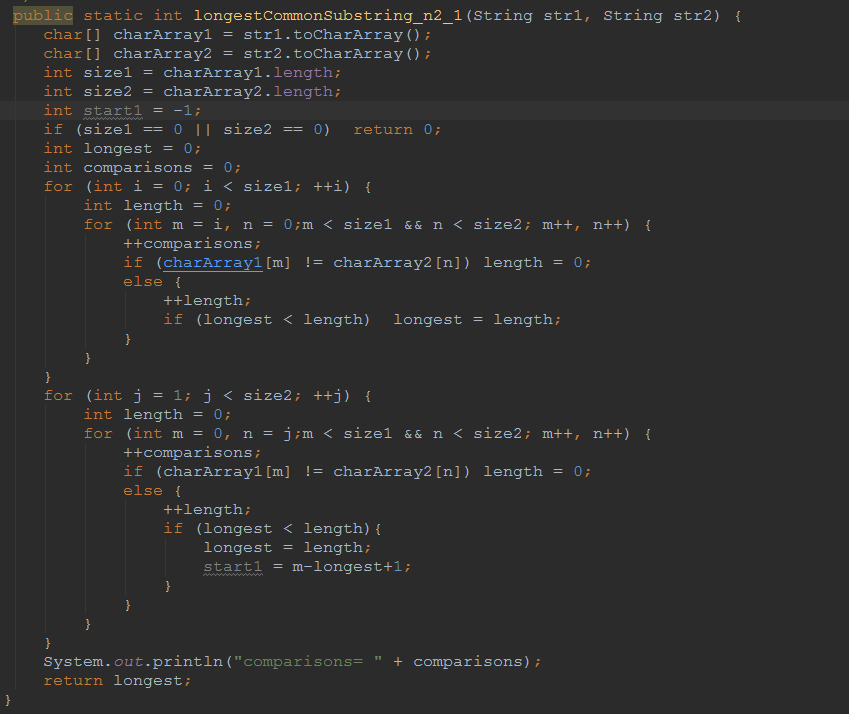 public static int longestCommonSubstring_n2_1(String str1, String str2) {
char[] charArray1 = str1.toCharArray();
char[] charArray2 = str2.toCharArray();
int size1 = charArray1.length;
int size2 = charArray2.length;
int start1 = -1;
if (size1 == 0 || size2 == 0)  return 0;
int longest = 0;
int comparisons = 0;
for (int i = 0; i < size1; ++i) {
int length = 0;
for (int m = i, n = 0;m < size1 && n < size2; m++, n++) {
++comparisons;
if (charArray1[m] != charArray2[n]) length = 0;
else {
++length;
if (longest < length)  longest = length;
}
}
}
for (int j = 1; j < size2; ++j) {
int length = 0;
for (int m = 0, n = j;m < size1 && n < size2; m++, n++) {
++comparisons;
if (charArray1[m] != charArray2[n]) length = 0;
else {
++length;
if (longest < length){
longest = length;
start1 = m-longest+1;
}
}
}
}
System.out.println("comparisons= " + comparisons);
return longest;
}